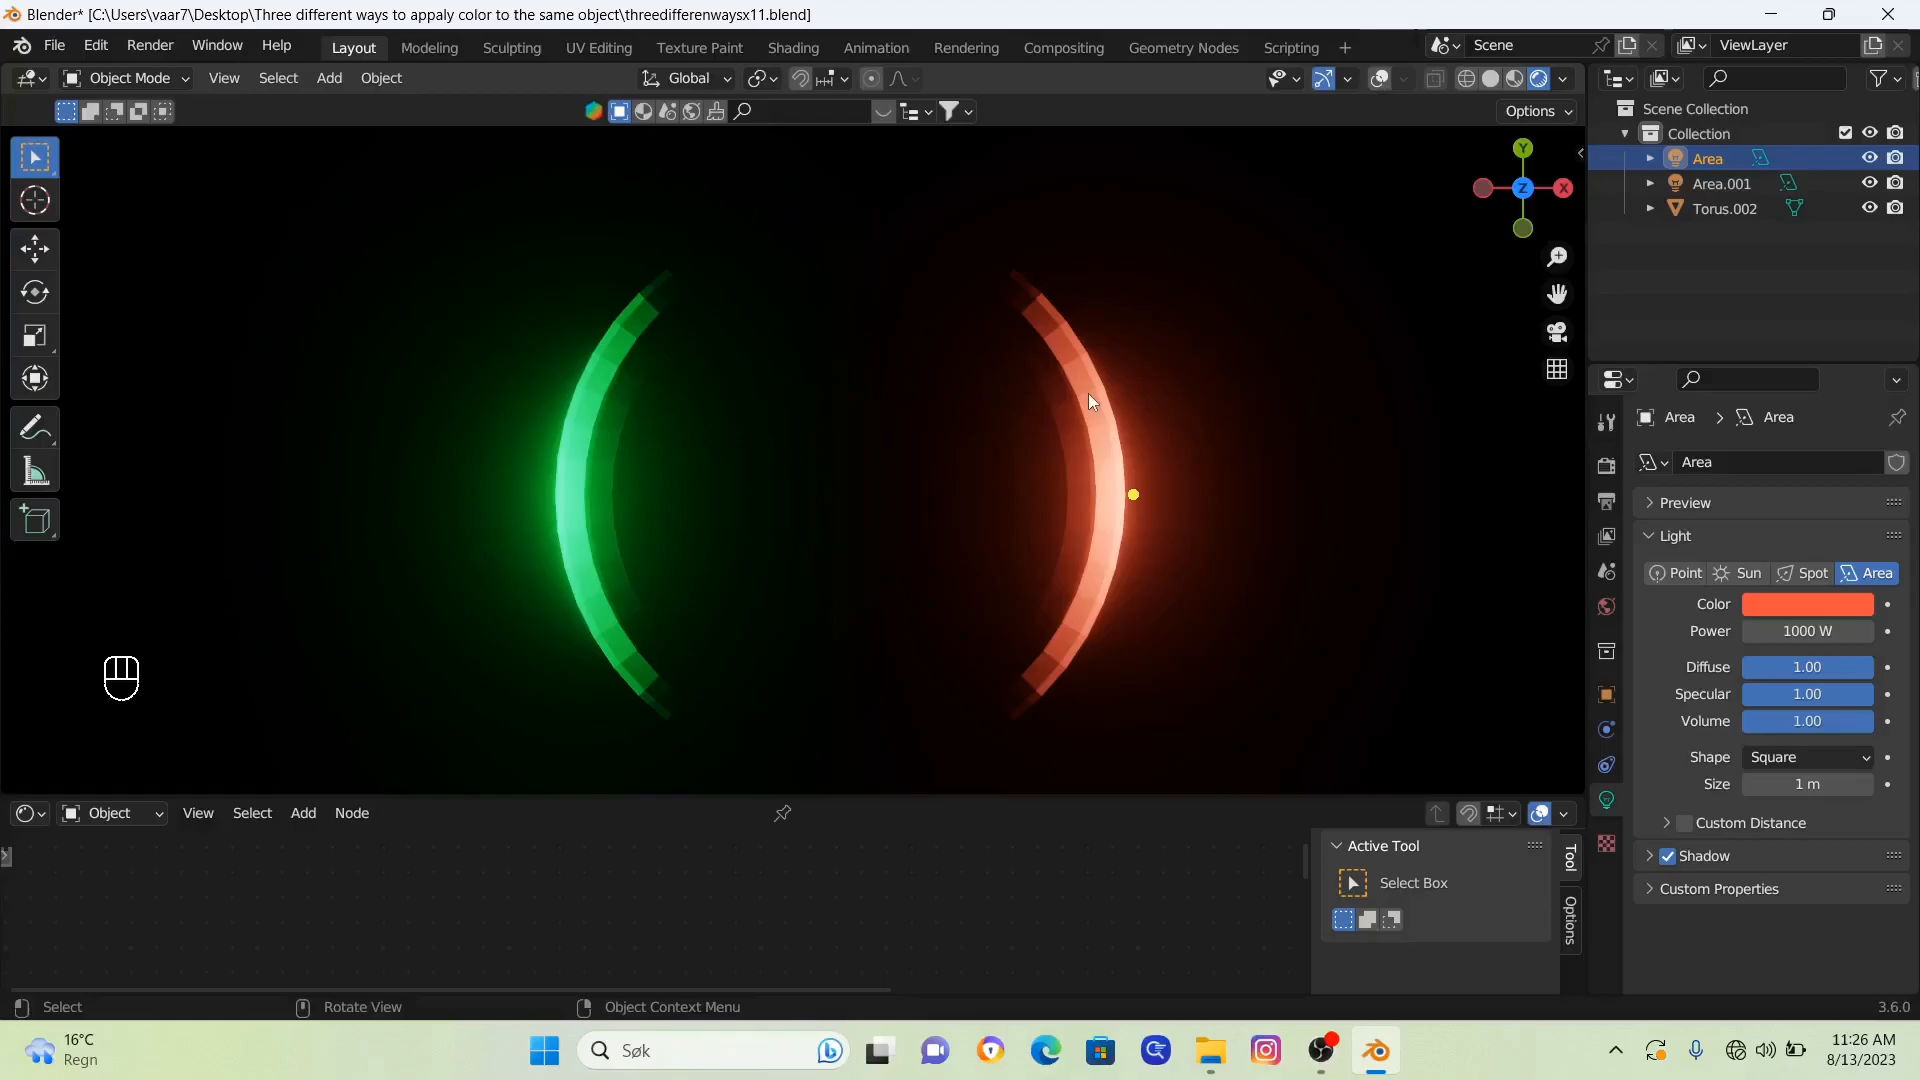 Blender* [C:\Users\vaar7\Desktop\Three different ways to appaly color to the same object\threedifferenwaysx11.blend]
File Edit Render Window Help Layout Modeling Sculpting UV Editing Texture Paint Shading Animation Rendering Compositing Geometry Nodes Scripting + Scene ViewLayer
Object Mode View Select Add Object Global
Options
Scene Collection
Collection
Area
Area.001
Torus.002
Y
Z X
Area > Area
Area
Preview
Light
Point Sun Spot Area
Color
Power 1000 W
Diffuse 1.00
Specular 1.00
Volume 1.00
Shape Square
Size 1 m
Custom Distance
Shadow
Custom Properties
Object View Select Add Node
Active Tool
Select Box
Tool
Options
Select Rotate View Object Context Menu 3.6.0
16°C
Regn
Søk
11:26 AM
8/13/2023